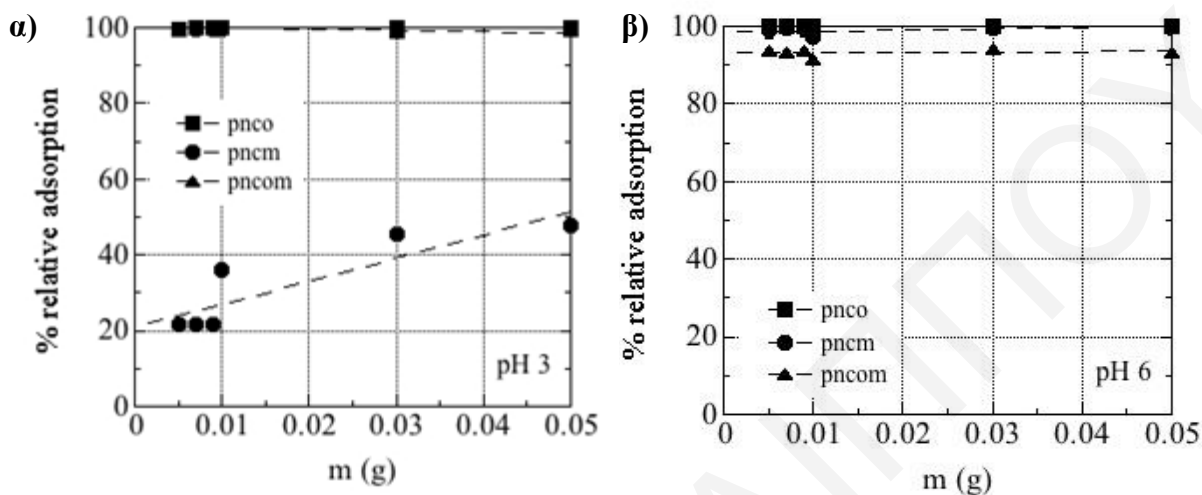 α)
% relative adsorption
100
80
60
40
20
0
pnco
pncm
pncom
pH 3
0 0.01 0.02 0.03 0.04 0.05
m (g)
β)
% relative adsorption
100
80
60
40
20
0
pnco
pncm
pncom
pH 6
0 0.01 0.02 0.03 0.04 0.05
m (g)
ΑΠΠΟΥ